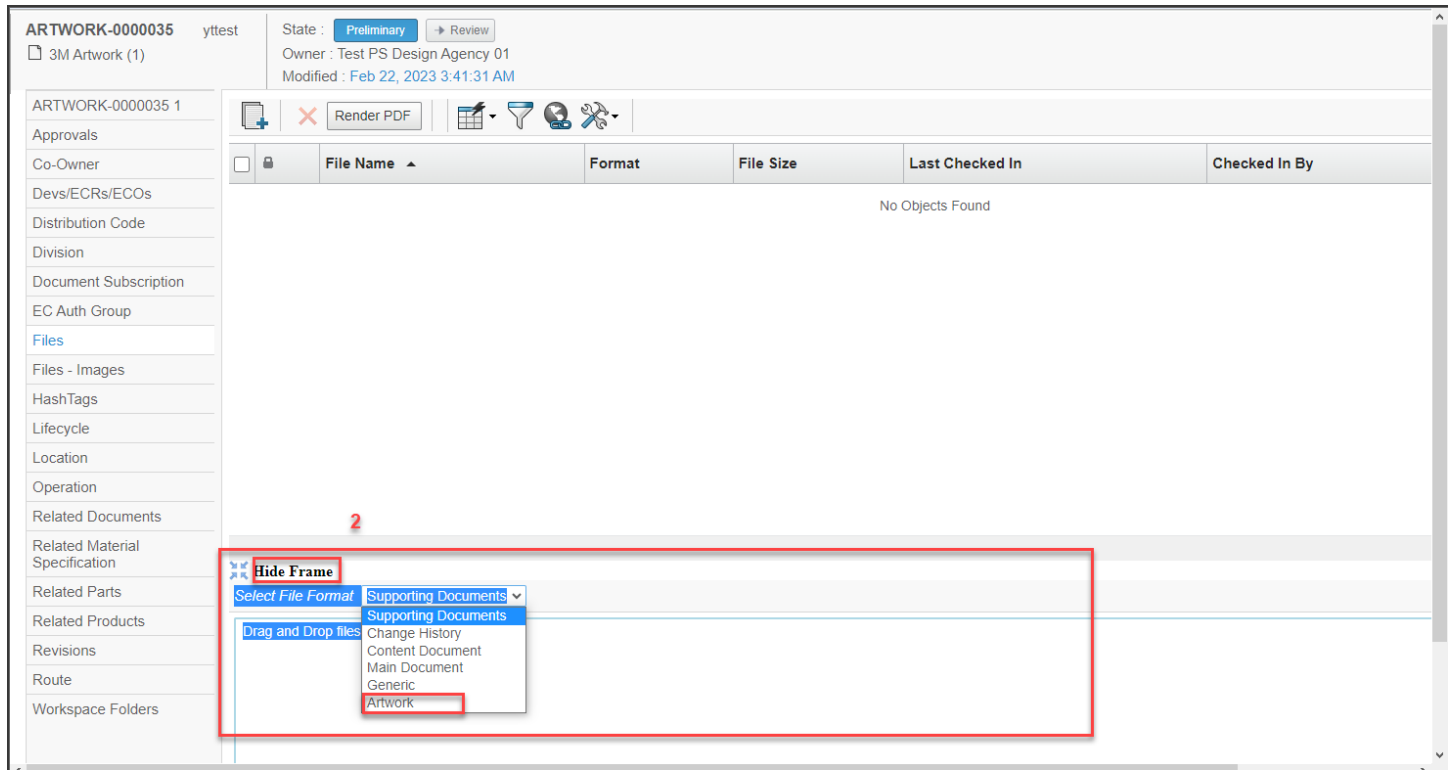 ARTWORK-0000035 yttest
3M Artwork (1)
State : Preliminary Review
Owner : Test PS Design Agency 01
Modified : Feb 22, 2023 3:41:31 AM
ARTWORK-0000035 1
Approvals
Co-Owner
Devs/ECRs/ECOs
Distribution Code
Division
Document Subscription
EC Auth Group
Files
Files - Images
HashTags
Lifecycle
Location
Operation
Related Documents
Related Material
Specification
Related Parts
Related Products
Revisions
Route
Workspace Folders
Render PDF
File Name Format File Size Last Checked In Checked In By
No Objects Found
2
Hide Frame
Select File Format Supporting Documents
Drag and Drop files
Supporting Documents
Change History
Content Document
Main Document
Generic
Artwork